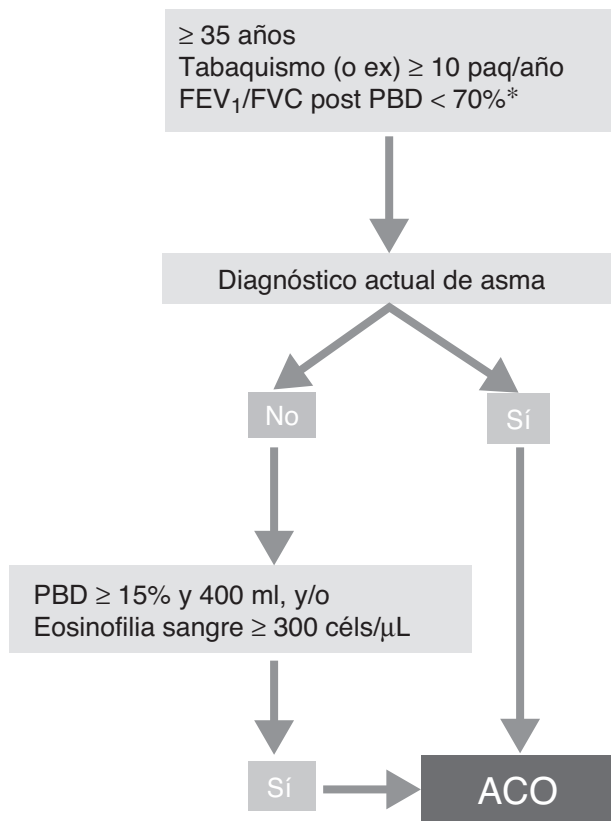 ≥ 35 años
Tabaquismo (o ex) ≥ 10 paq/año
FEV₁/FVC post PBD < 70%*
Diagnóstico actual de asma
No
Sí
PBD ≥ 15% y 400 ml, y/o
Eosinofilia sangre ≥ 300 céls/μL
Sí
ACO